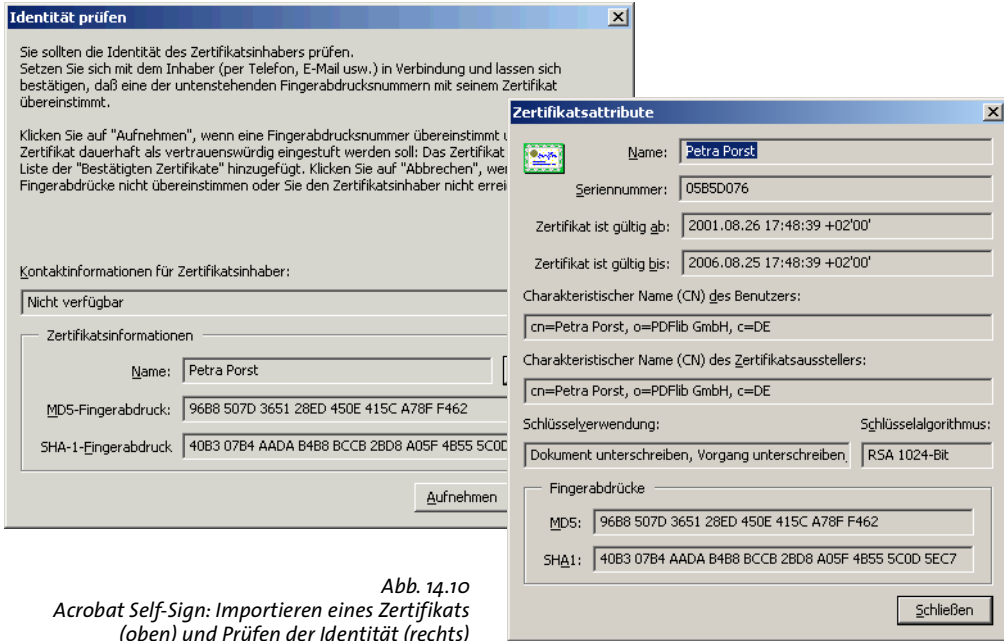 Identität prüfen
Sie sollten die Identität des Zertifikatsinhabers prüfen.
Setzen Sie sich mit dem Inhaber (per Telefon, E-Mail usw.) in Verbindung und lassen sich
bestätigen, daß eine der untenstehenden Fingerabdrucksnummern mit seinem Zertifikat
übereinstimmt.
Klicken Sie auf "Aufnehmen", wenn eine Fingerabdrucksnummer übereinstimmt
Zertifikat dauerhaft als vertrauenswürdig eingestuft werden soll: Das Zertifikat
Liste der "Bestätigten Zertifikate" hinzugefügt. Klicken Sie auf "Abbrechen",
Fingerabdrücke nicht übereinstimmen oder Sie den Zertifikatsinhaber nicht
Kontaktinformationen für Zertifikatsinhaber:
Nicht verfügbar
Zertifikatsinformationen
Name: Petra Porst
MD5-Fingerabdruck: 96B8 507D 3651 28ED 450E 415C A78F F462
SHA-1-Fingerabdruck 40B3 07B4 AADA B4B8 BCCB 2BD8 A05F 4B55 5C0D
Aufnehmen
Zertifikatsattribute
Name: Petra Porst
Seriennummer: 05B5D076
Zertifikat ist gültig ab: 2001.08.26 17:48:39 +02'00'
Zertifikat ist gültig bis: 2006.08.25 17:48:39 +02'00'
Charakteristischer Name (CN) des Benutzers:
cn=Petra Porst, o=PDFlib GmbH, c=DE
Charakteristischer Name (CN) des Zertifikatsausstellers:
cn=Petra Porst, o=PDFlib GmbH, c=DE
Schlüsselverwendung: Schlüsselalgorithmus:
Dokument unterschreiben, Vorgang unterschreiben, RSA 1024-Bit
Fingerabdrücke
MD5: 96B8 507D 3651 28ED 450E 415C A78F F462
SHA1: 40B3 07B4 AADA B4B8 BCCB 2BD8 A05F 4B55 5C0D 5EC7
Schließen
Abb. 14.10
Acrobat Self-Sign: Importieren eines Zertifikats
(oben) und Prüfen der Identität (rechts)